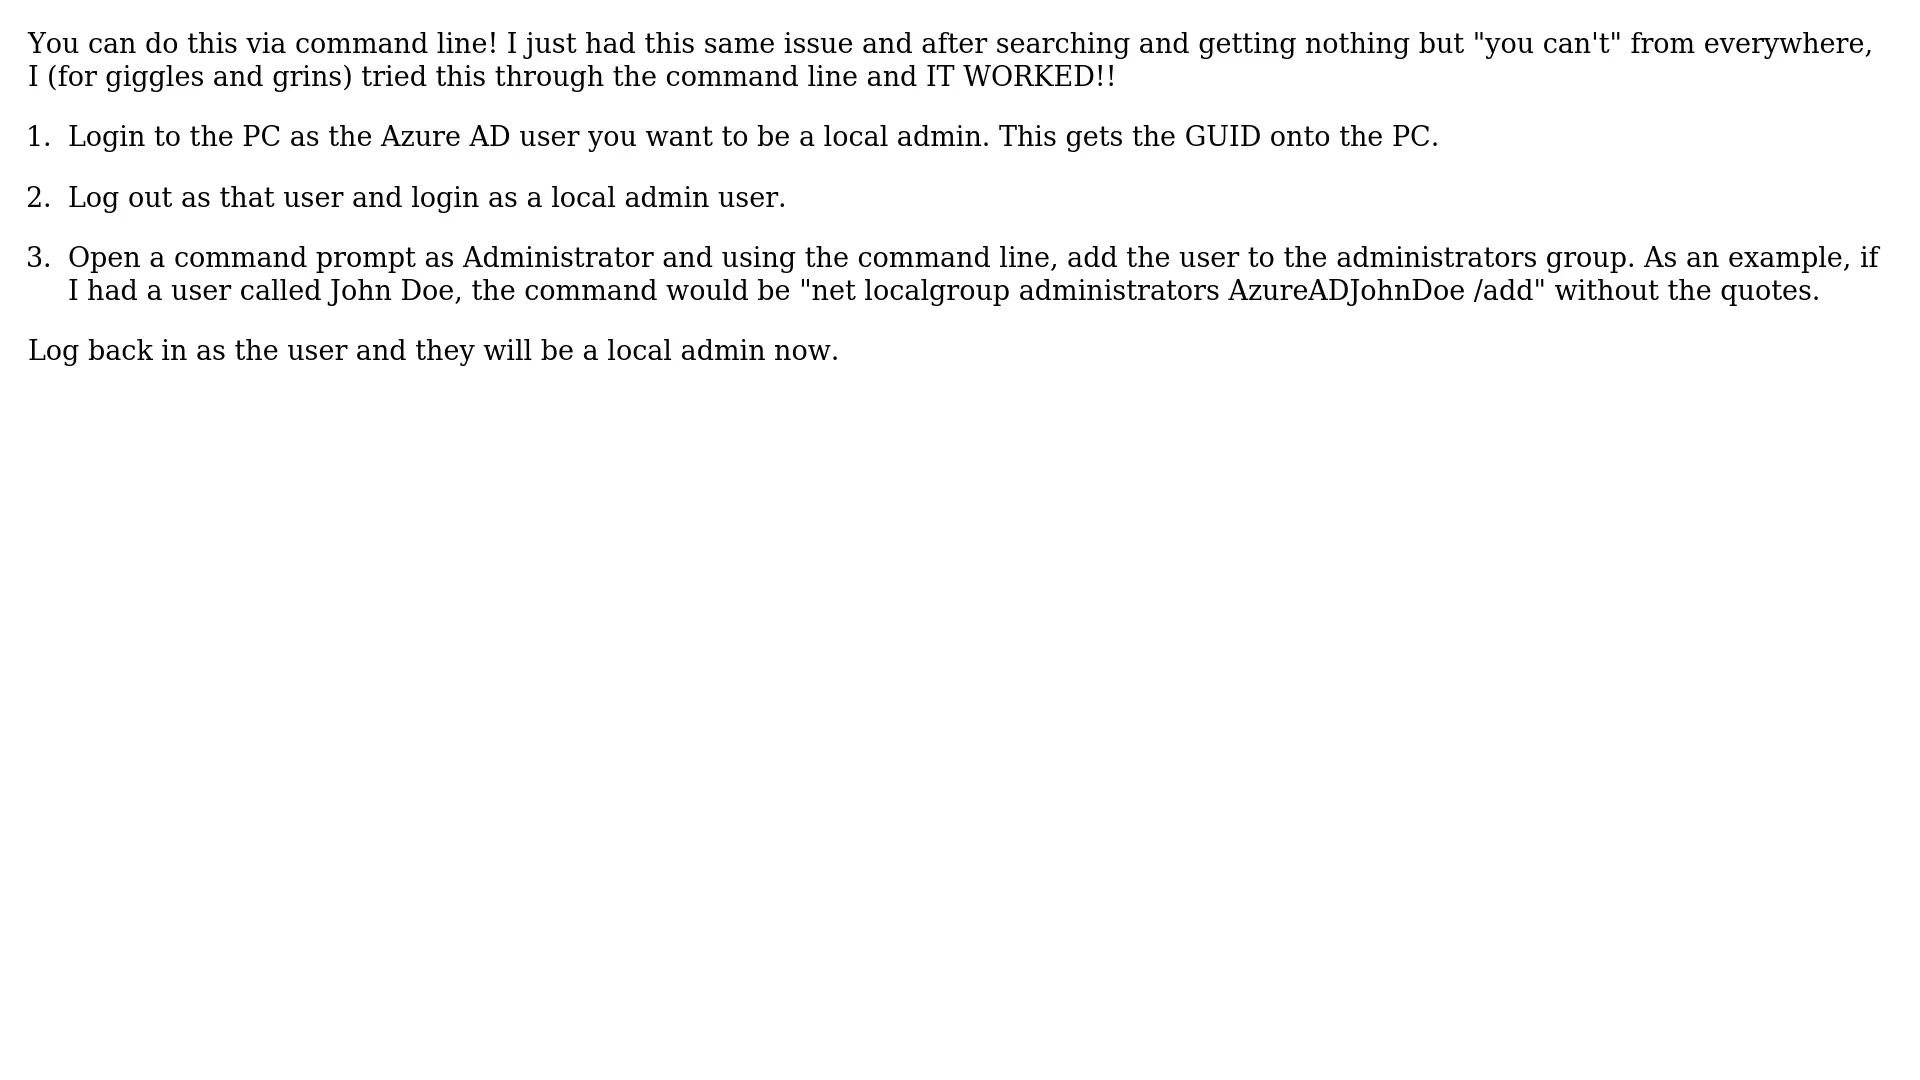 You can do this via command line! I just had this same issue and after searching and getting nothing but "you can't" from everywhere,
I (for giggles and grins) tried this through the command line and IT WORKED!!
1. Login to the PC as the Azure AD user you want to be a local admin. This gets the GUID onto the PC.
2. Log out as that user and login as a local admin user.
3. Open a command prompt as Administrator and using the command line, add the user to the administrators group. As an example, if
I had a user called John Doe, the command would be "net localgroup administrators AzureADJohnDoe /add" without the quotes.
Log back in as the user and they will be a local admin now.